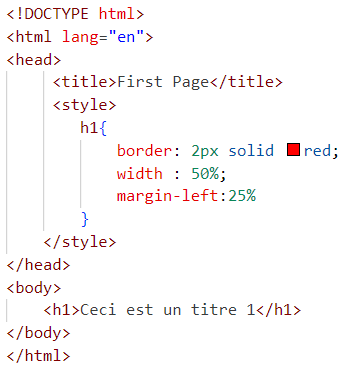 <!DOCTYPE html>
<html lang="en">
<head>
<title>First Page</title>
<style>
h1{
border: 2px solid red;
width : 50%;
margin-left:25%
}
</style>
</head>
<body>
<h1>Ceci est un titre 1</h1>
</body>
</html>